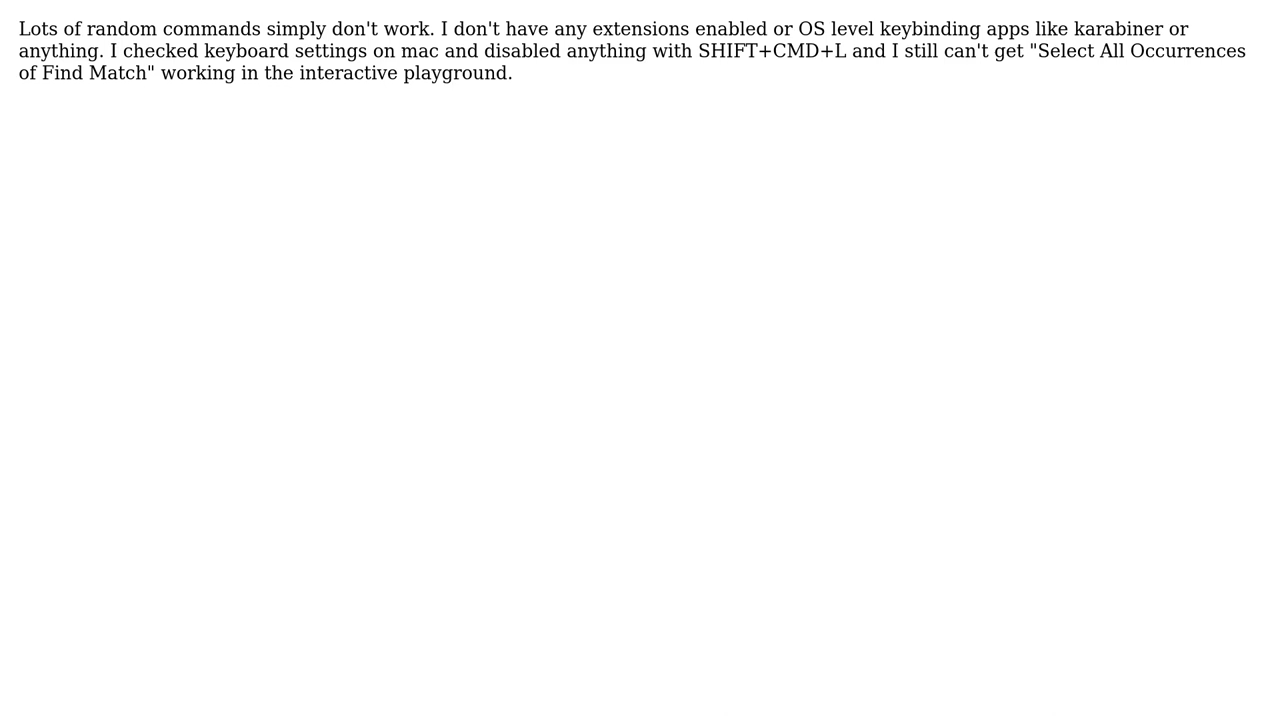 Lots of random commands simply don't work. I don't have any extensions enabled or OS level keybinding apps like karabiner or
anything. I checked keyboard settings on mac and disabled anything with SHIFT+CMD+L and I still can't get "Select All Occurrences
of Find Match" working in the interactive playground.